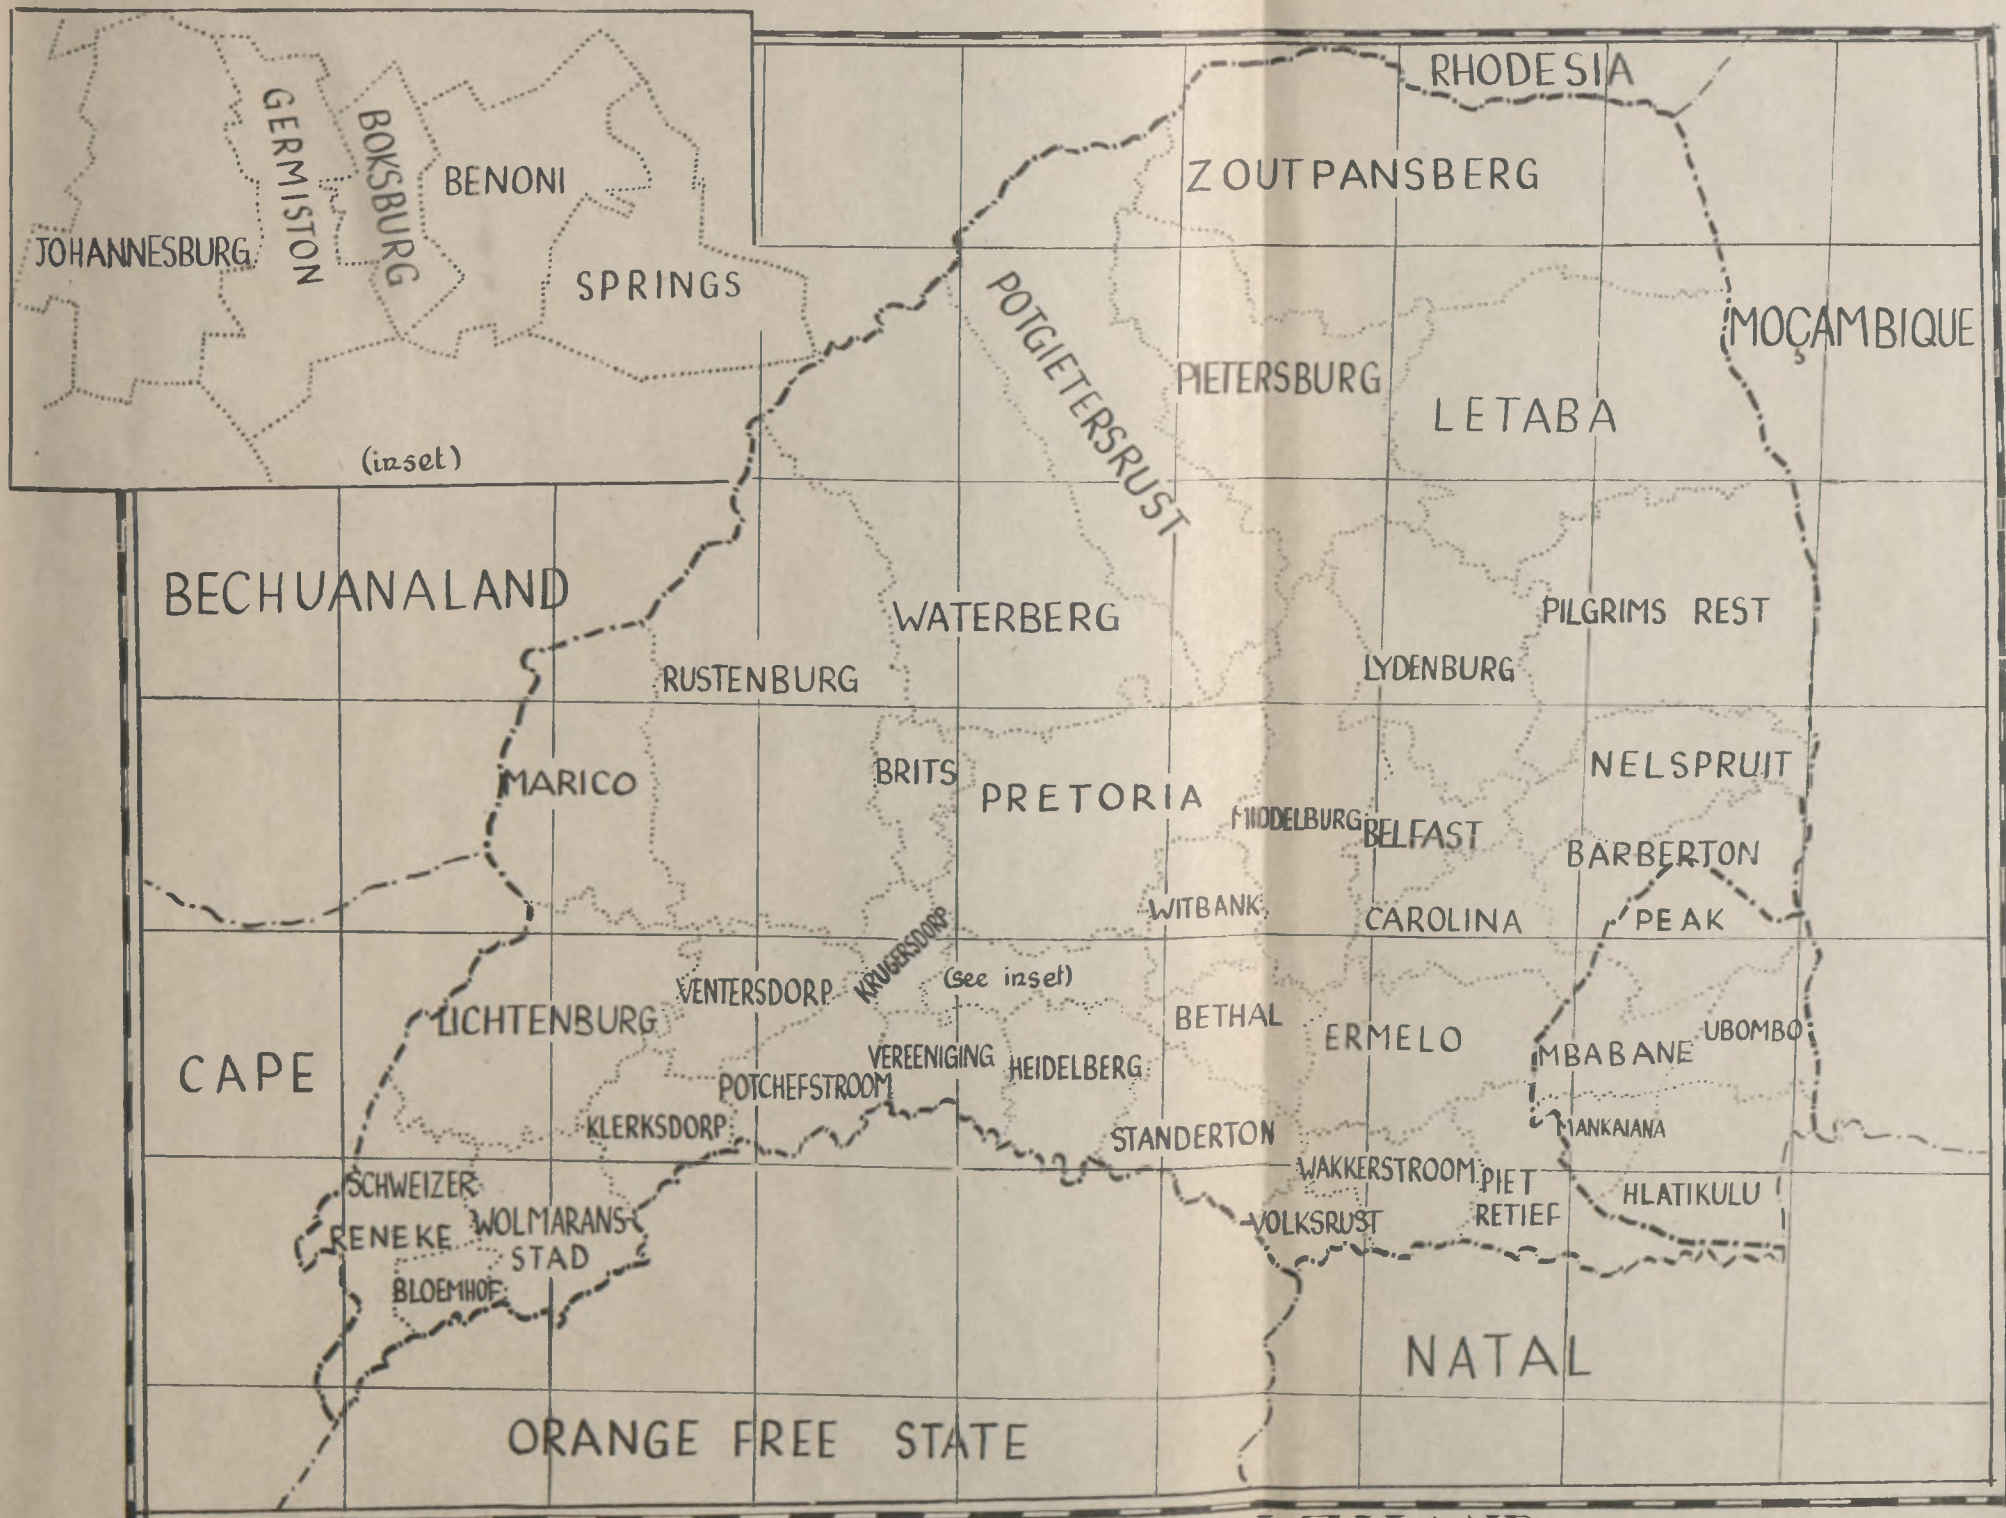 GERMISTON
BOKSBURG
BENONI
JOHANNESBURG
SPRINGS
(inset)
RHODESIA
ZOUTPANSBERG
POTGIETERSRUST
MOÇAMBIQUE
PIETERSBURG
LETABA
BECHUANALAND
WATERBERG
PILGRIMS REST
RUSTENBURG
LYDENBURG
MARICO
BRITS
PRETORIA
NELSPRUIT
MIDDELBURG
BELFAST
BARBERTON
WITBANK
CAROLINA
PEAK
KRUGERSDORP
(see inset)
VENTERSDORP
LICHTENBURG
BETHAL
ERMELO
UBOMBO
MBABANE
CAPE
VEREENIGING
HEIDELBERG
POTCHEFSTROOM
KLERKSDORP
STANDERTON
MANKAIANA
SCHWEIZER
RENEKE
WOLMARANS
STAD
WAKKERSTROOM
PIET
RETIEF
HLATIKULU
VOLKSRUST
BLOEMHOF
NATAL
ORANGE FREE STATE